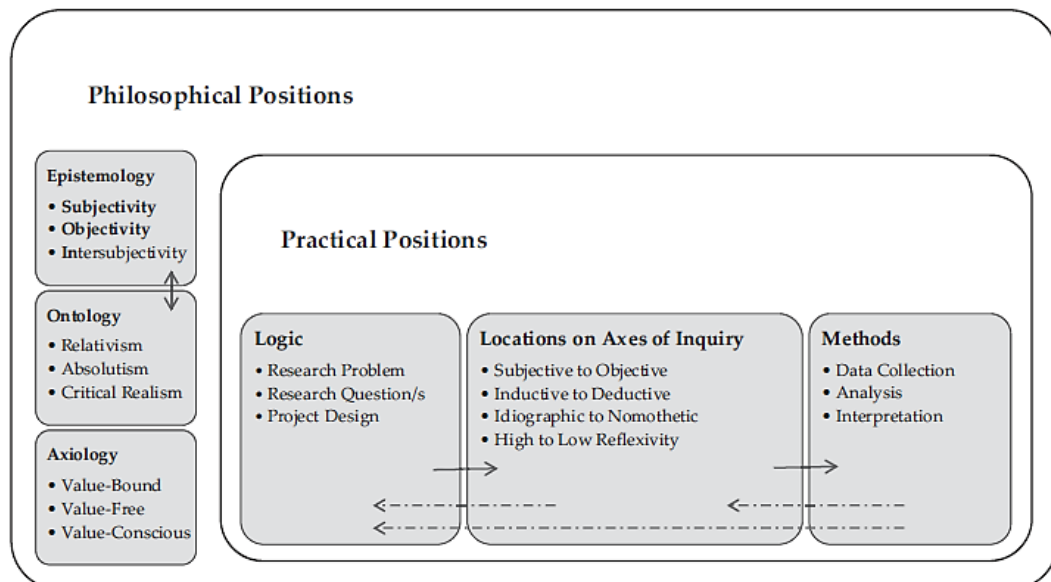 Philosophical Positions
Epistemology
• Subjectivity
• Objectivity
• Intersubjectivity
Ontology
• Relativism
• Absolutism
• Critical Realism
Axiology
• Value-Bound
• Value-Free
• Value-Conscious
Practical Positions
Logic
• Research Problem
• Research Question/s
• Project Design
Locations on Axes of Inquiry
• Subjective to Objective
• Inductive to Deductive
• Idiographic to Nomothetic
• High to Low Reflexivity
Methods
• Data Collection
• Analysis
• Interpretation